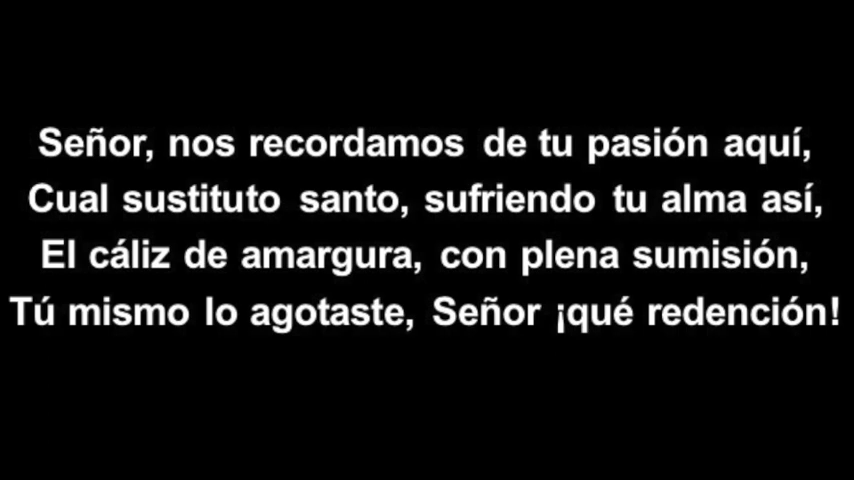 Señor, nos recordamos de tu pasión aquí,
Cual sustituto santo, sufriendo tu alma así,
El cáliz de amargura, con plena sumisión,
Tú mismo lo agotaste, Señor ¡qué redención!